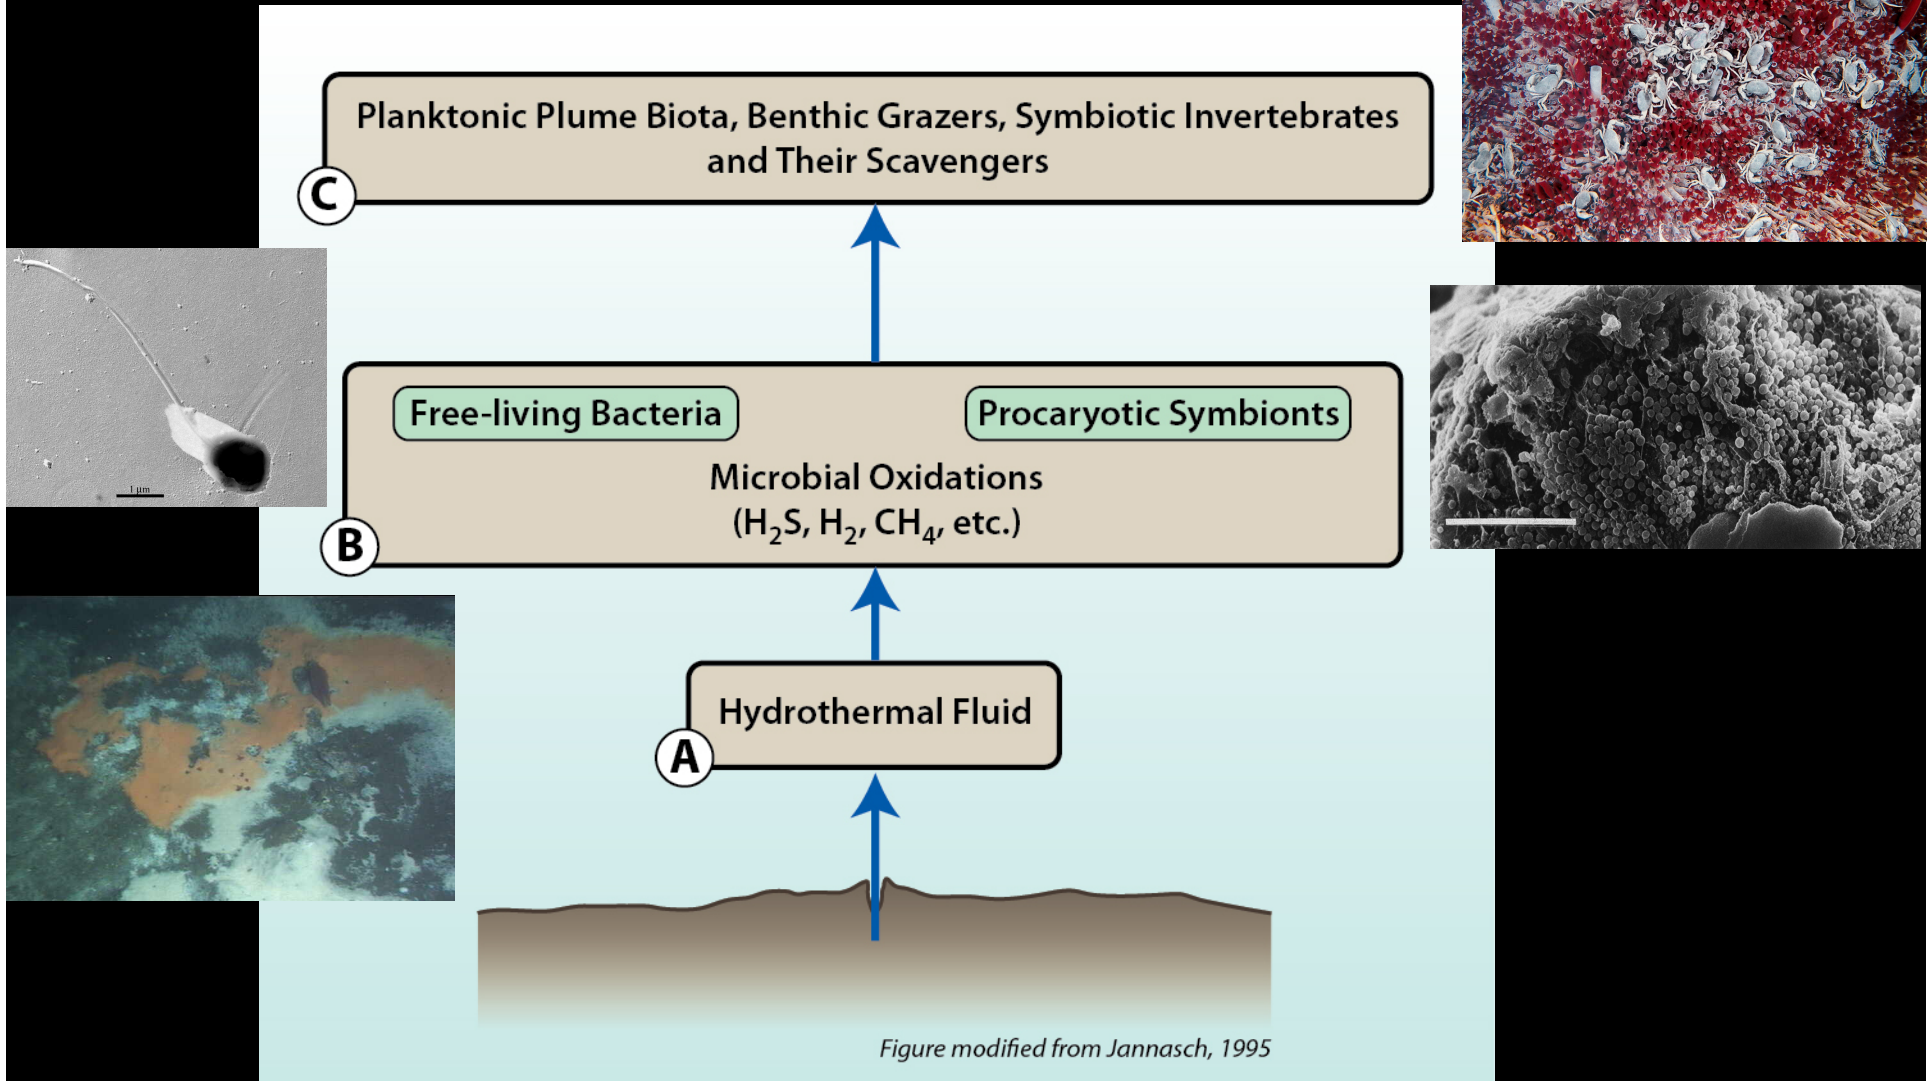 Planktonic Plume Biota, Benthic Grazers, Symbiotic Invertebrates
and Their Scavengers
C
Free-living Bacteria
Procaryotic Symbionts
Microbial Oxidations
(H₂S, H₂, CH₄, etc.)
B
1 µm
Hydrothermal Fluid
A
Figure modified from Jannasch, 1995